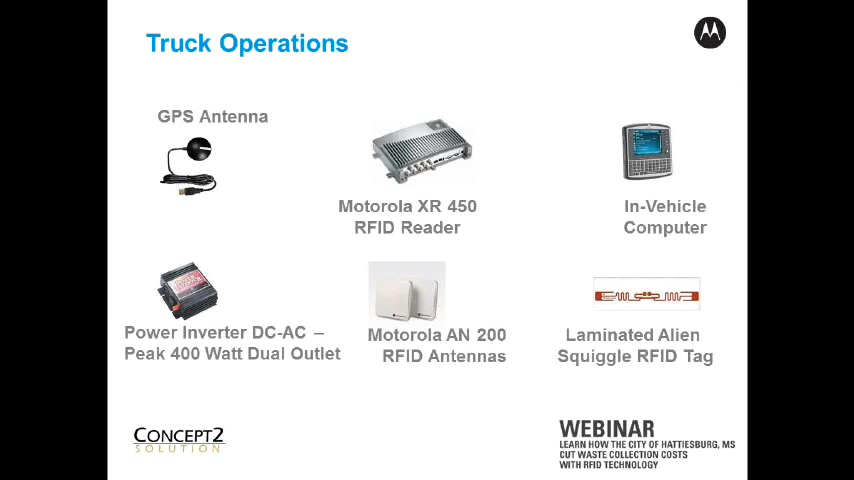 Truck Operations
GPS Antenna
Motorola XR 450
RFID Reader
In-Vehicle
Computer
Power Inverter DC-AC –
Peak 400 Watt Dual Outlet
Motorola AN 200
RFID Antennas
Laminated Alien
Squiggle RFID Tag
CONCEPT2
SOLUTION
WEBINAR
LEARN HOW THE CITY OF HATTIESBURG, MS
CUT WASTE COLLECTION COSTS
WITH RFID TECHNOLOGY